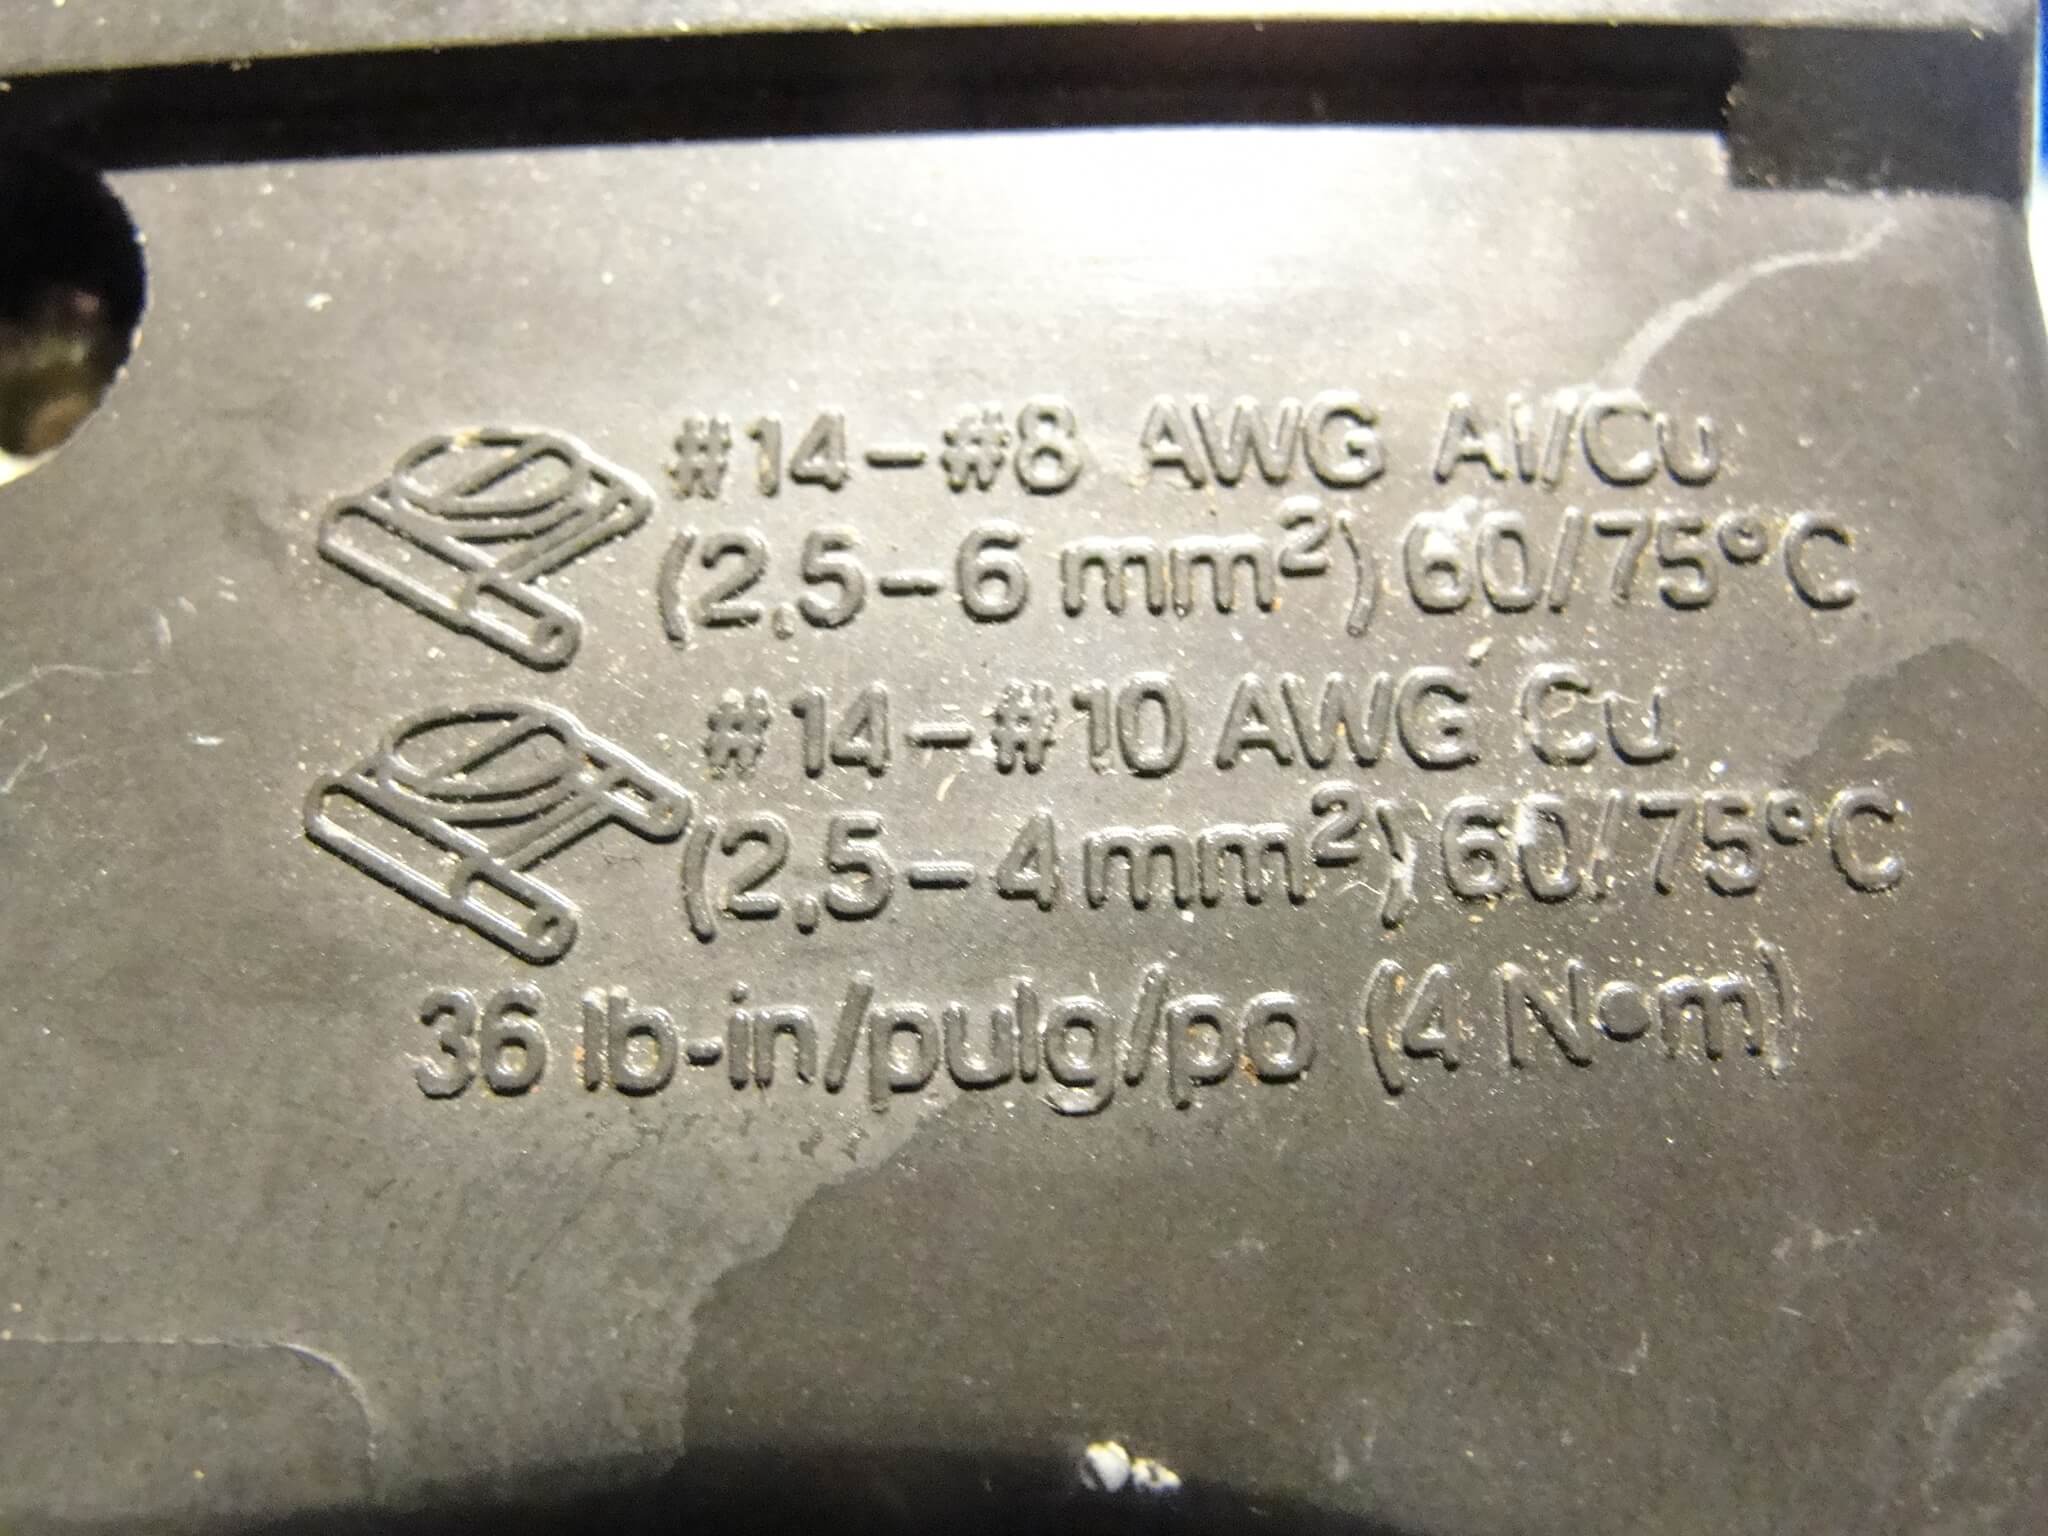 #14-#8 AWG Al/Cu
(2,5-6 mm²) 60/75°C
#14-#10 AWG Cu
(2,5-4 mm²) 60/75°C
36 lb-in/pulg/po (4 N•m)